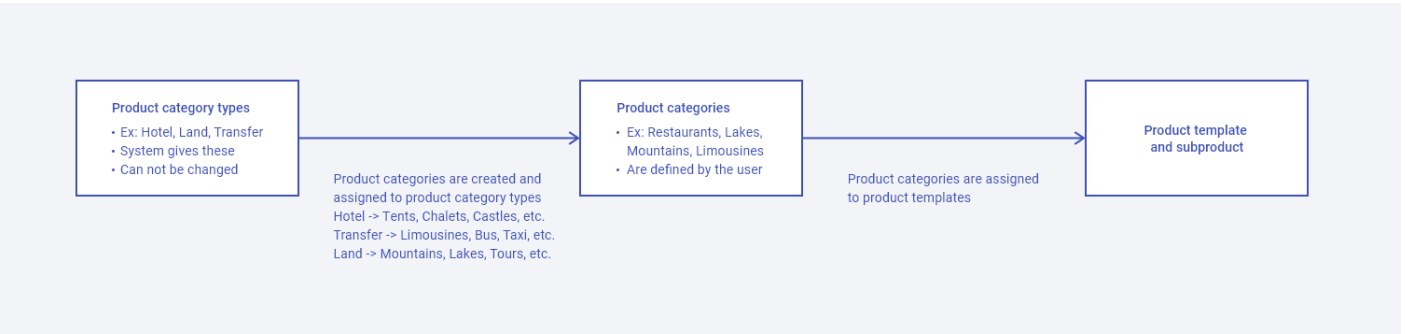 Product category types
• Ex: Hotel, Land, Transfer
• System gives these
• Can not be changed
Product categories are created and
assigned to product category types
Hotel -> Tents, Chalets, Castles, etc.
Transfer -> Limousines, Bus, Taxi, etc.
Land -> Mountains, Lakes, Tours, etc.
Product categories
• Ex: Restaurants, Lakes,
Mountains, Limousines
• Are defined by the user
Product categories are assigned
to product templates
Product template
and subproduct